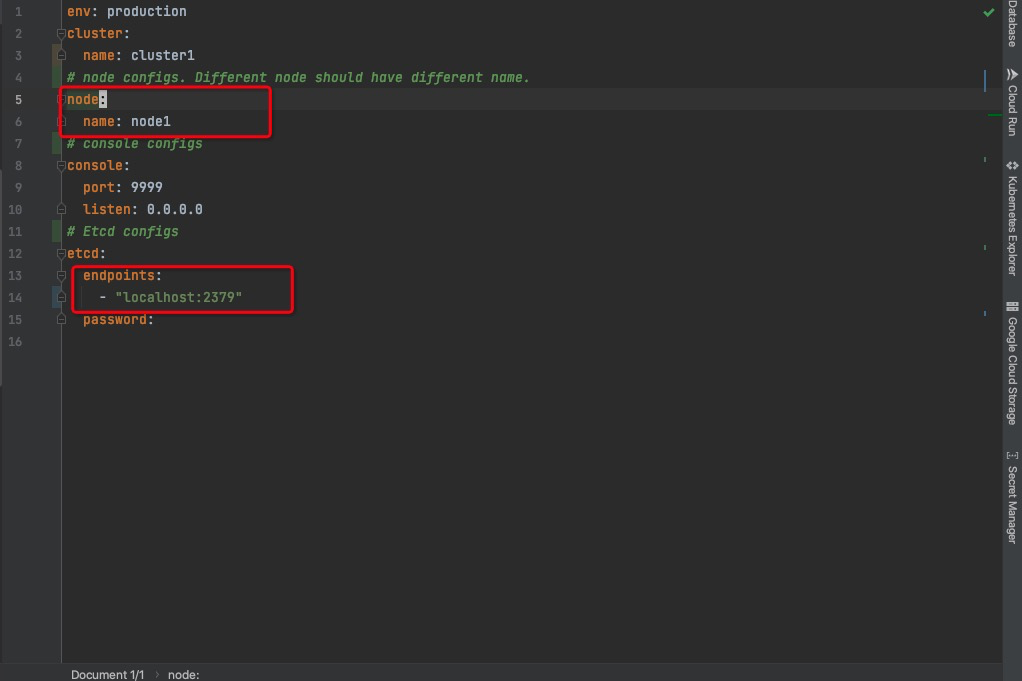 1 env: production
2 cluster:
3 name: cluster1
4 # node configs. Different node should have different name.
5 node:
6 name: node1
7 # console configs
8 console:
9 port: 9999
10 listen: 0.0.0.0
11 # Etcd configs
12 etcd:
13 endpoints:
14 - "localhost:2379"
15 password:
16
Document 1/1 › node:
Database
Cloud Run
Kubernetes Explorer
Google Cloud Storage
Secret Manager